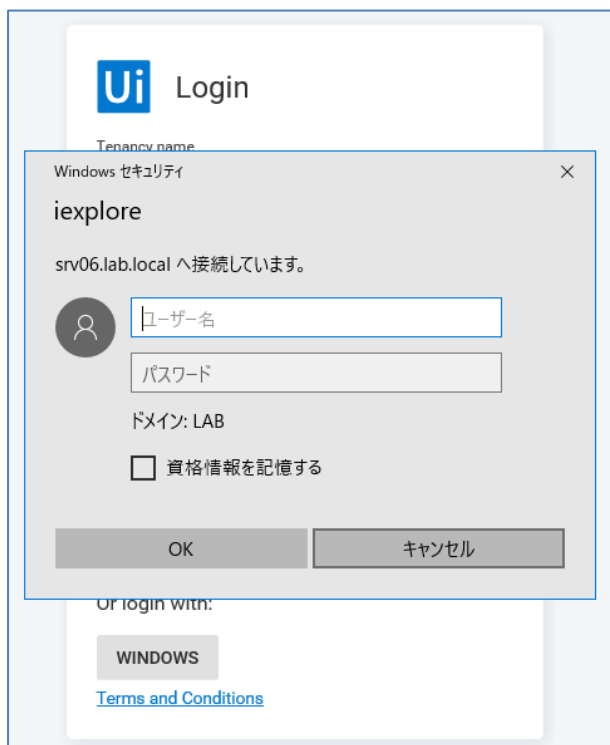 Ui Login
Tenancy name
Windows セキュリティ
iexplore
srv06.lab.local へ接続しています。
ユーザー名
パスワード
ドメイン: LAB
資格情報を記憶する
OK キャンセル
Or login with:
WINDOWS
Terms and Conditions